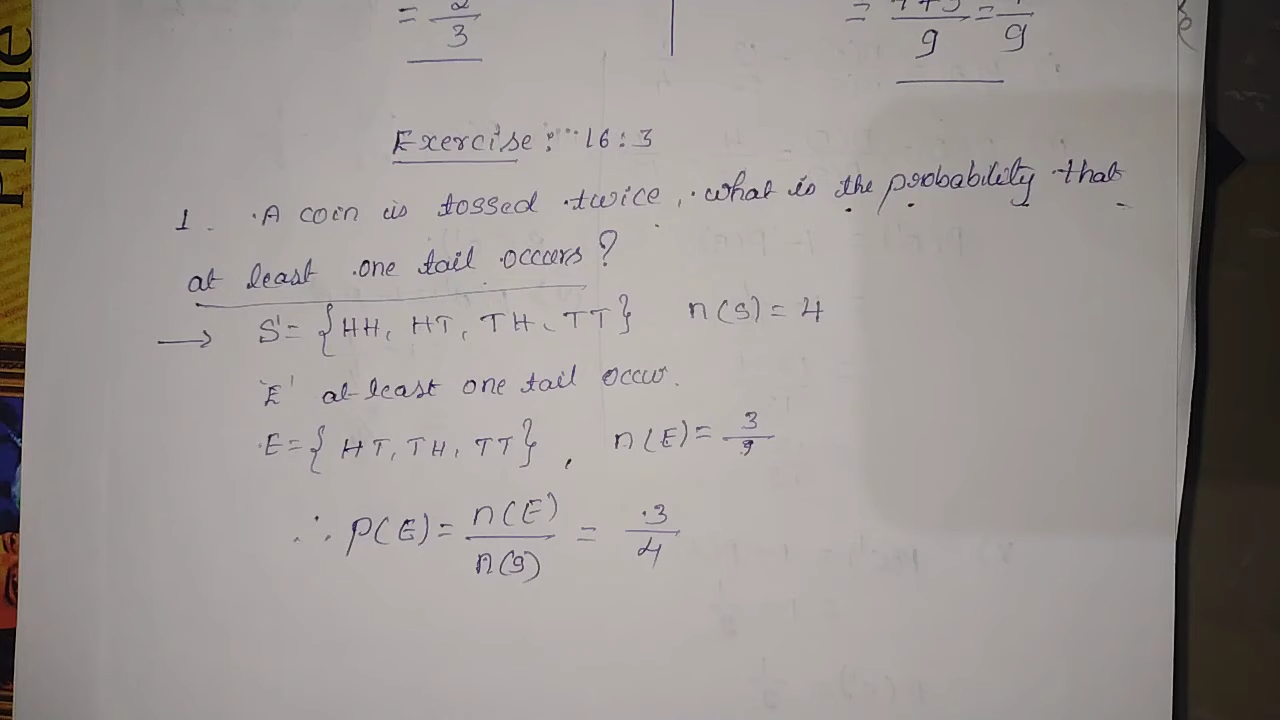 = 2/3
= 7/9
Exercise: 16:3
1. A coin is tossed twice, what is the probability that
at least one tail occurs?
→ S = {HH, HT, TH, TT} n(S) = 4
'E' at least one tail occur.
E = {HT, TH, TT}, n(E) = 3/9
∴ P(E) = n(E)/n(S) = 3/4